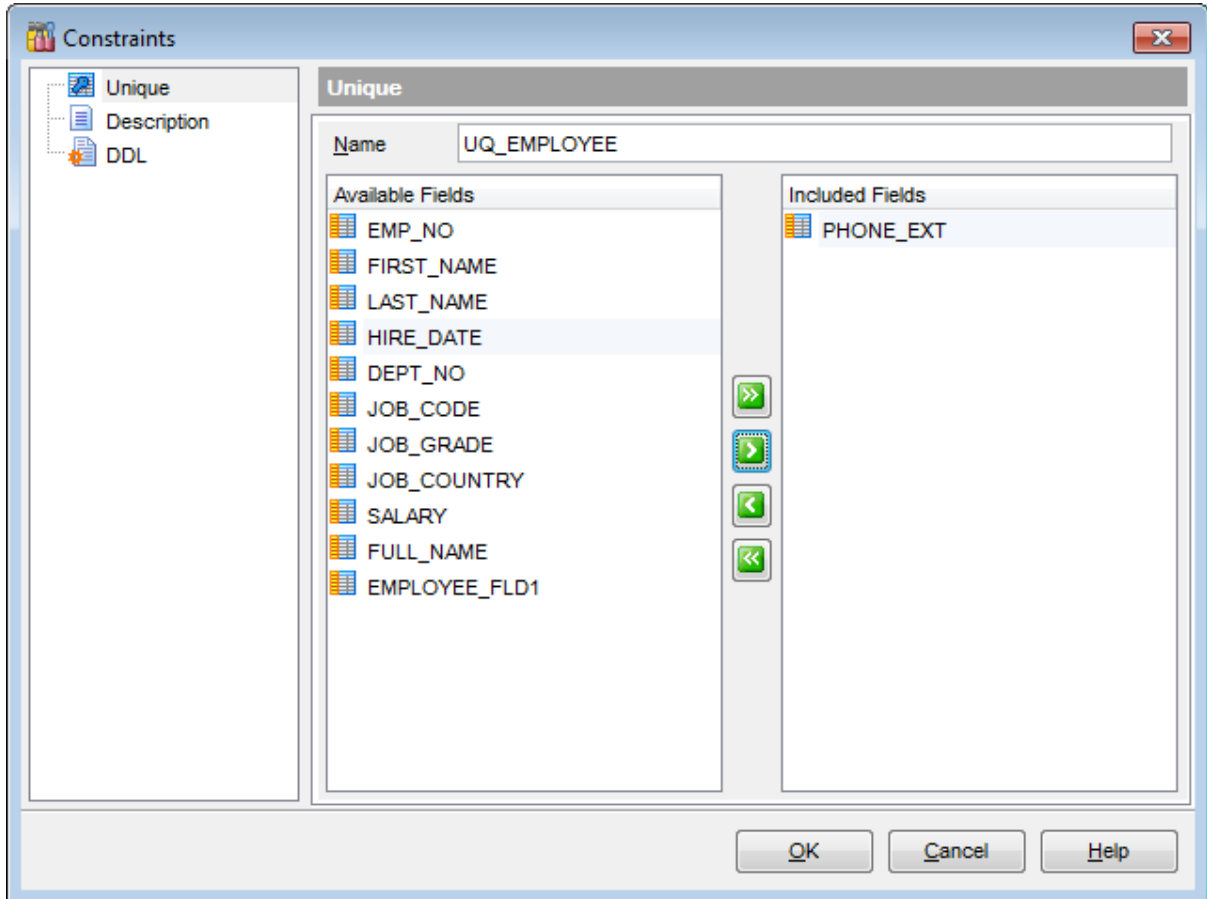 Constraints
Unique
Description
DDL
Unique
Name UQ_EMPLOYEE
Available Fields
EMP_NO
FIRST_NAME
LAST_NAME
HIRE_DATE
DEPT_NO
JOB_CODE
JOB_GRADE
JOB_COUNTRY
SALARY
FULL_NAME
EMPLOYEE_FLD1
Included Fields
PHONE_EXT
OK Cancel Help